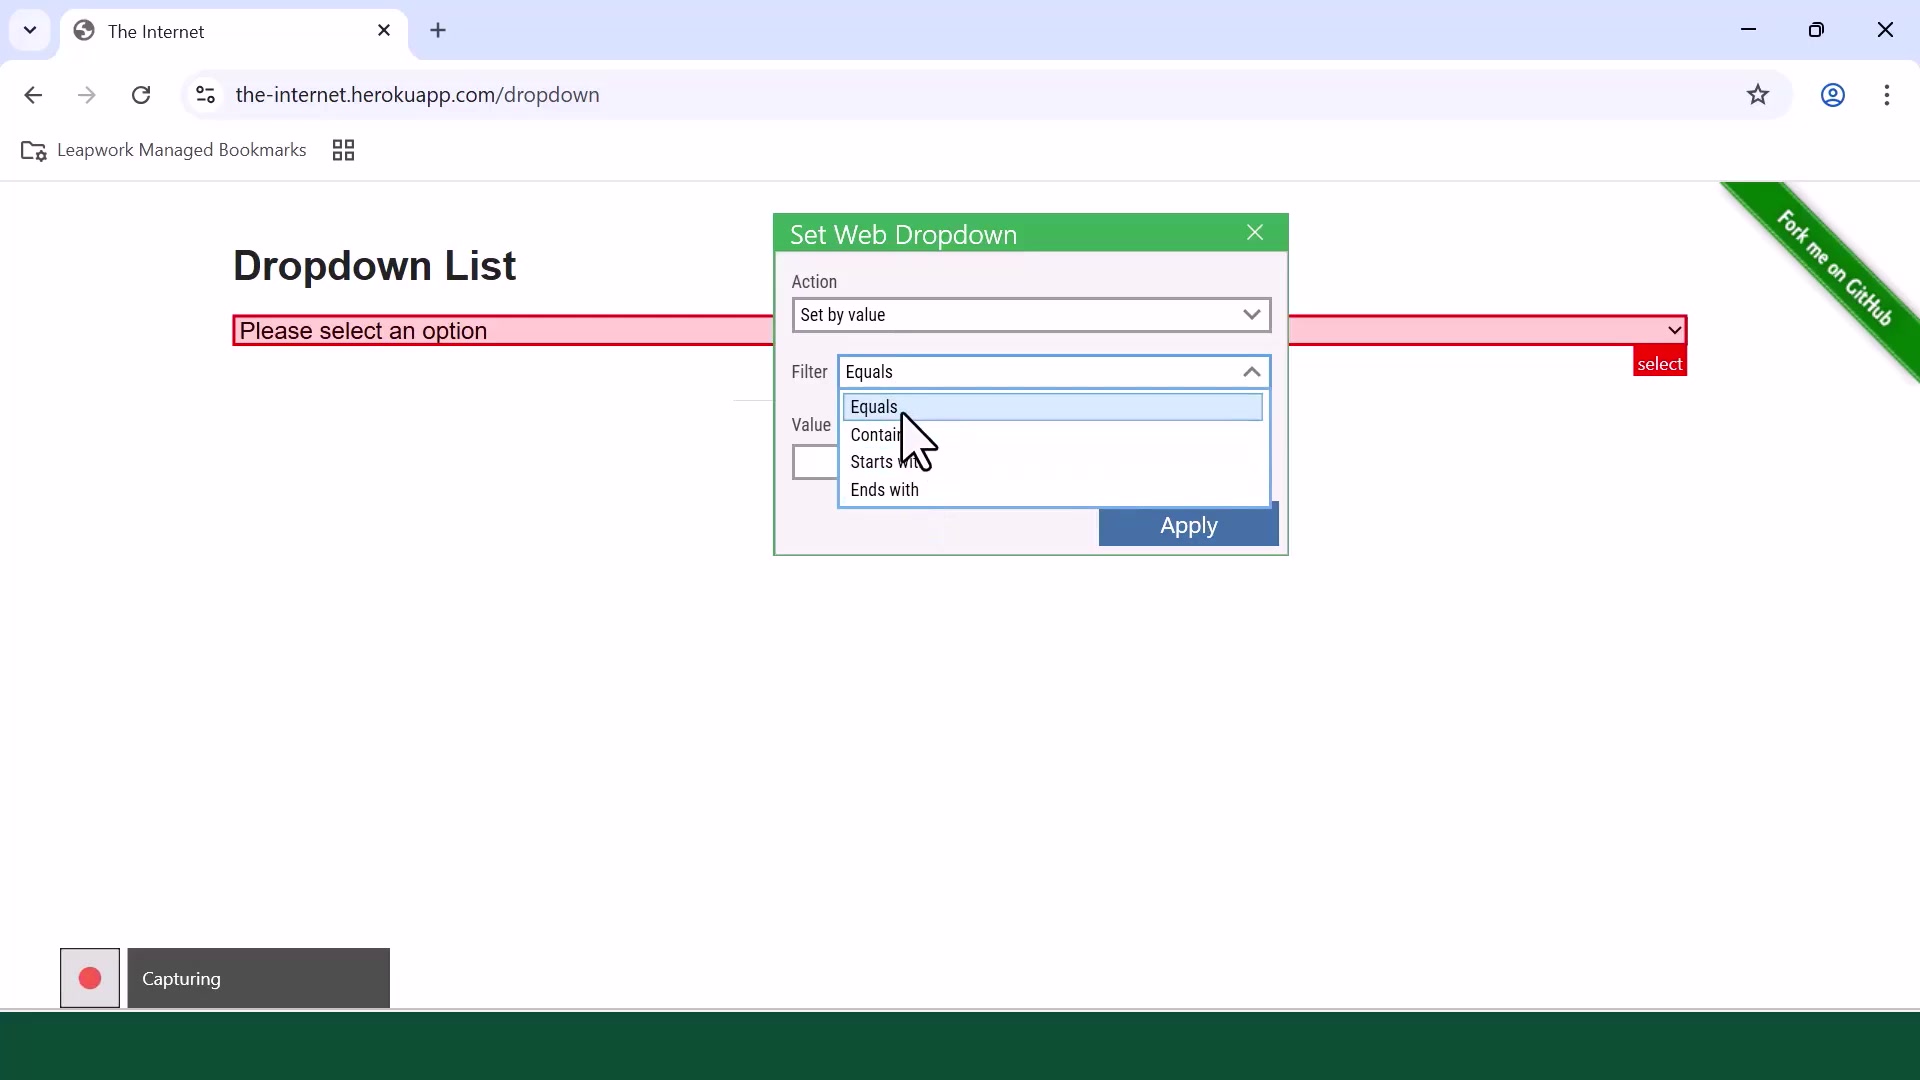 The Internet
the-internet.herokuapp.com/dropdown
Leapwork Managed Bookmarks
Fork me on GitHub
Dropdown List
Please select an option
select
Set Web Dropdown
Action
Set by value
Filter
Equals
Equals
Starts
Ends with
Value
Apply
Capturing